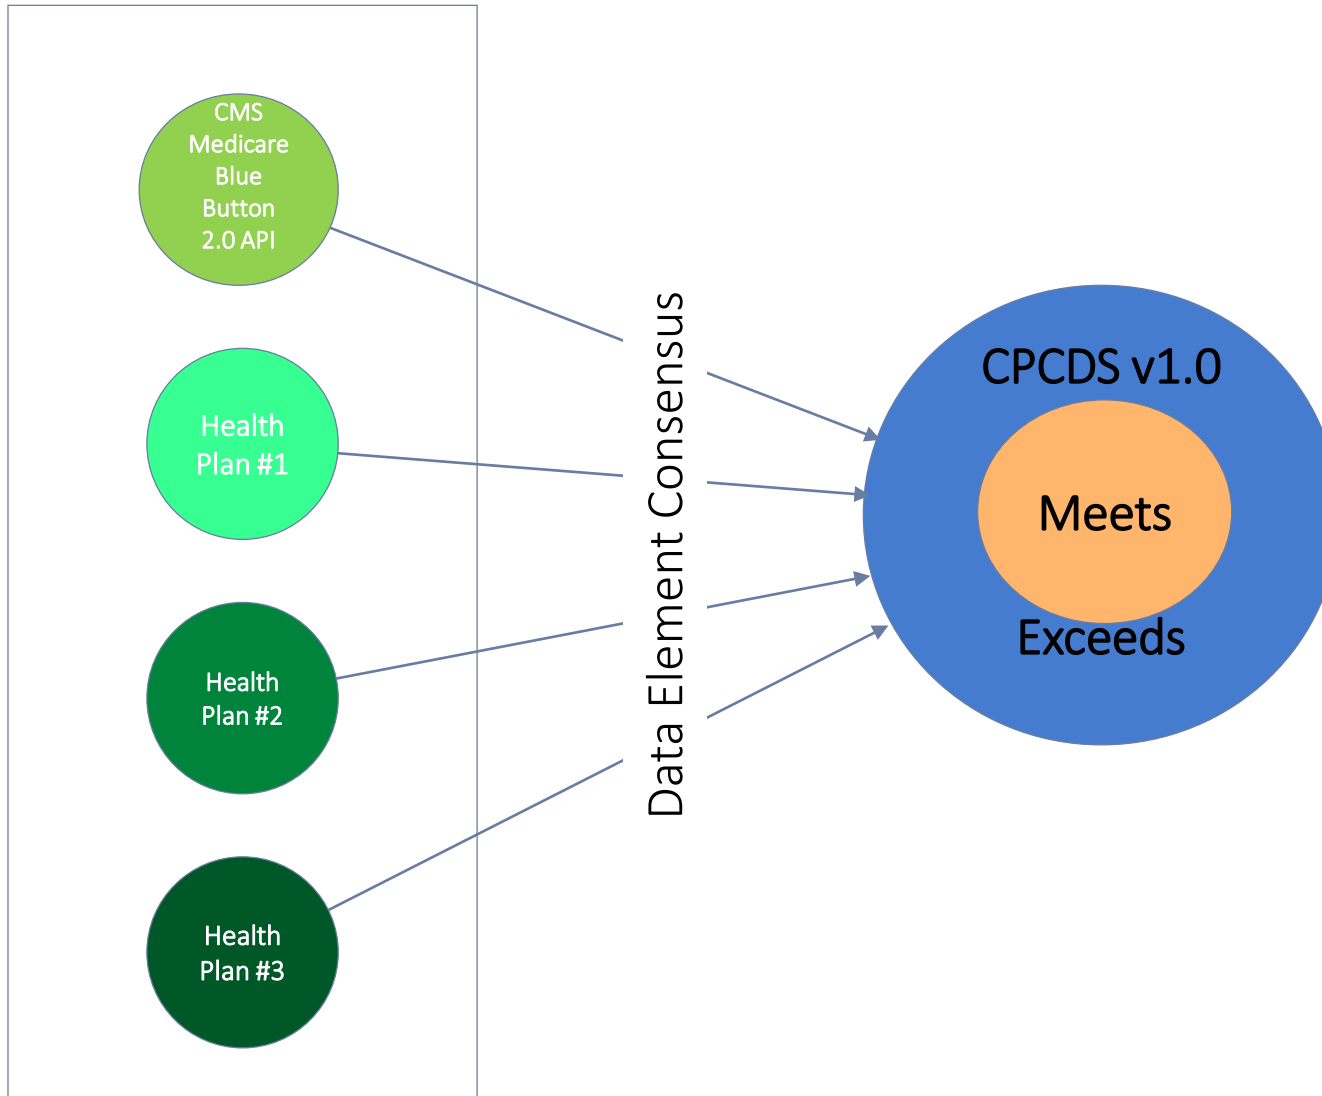 CMS
Medicare
Blue
Button
2.0 API
Health
Plan #1
Health
Plan #2
Health
Plan #3
Data Element Consensus
CPCDS v1.0
Meets
Exceeds